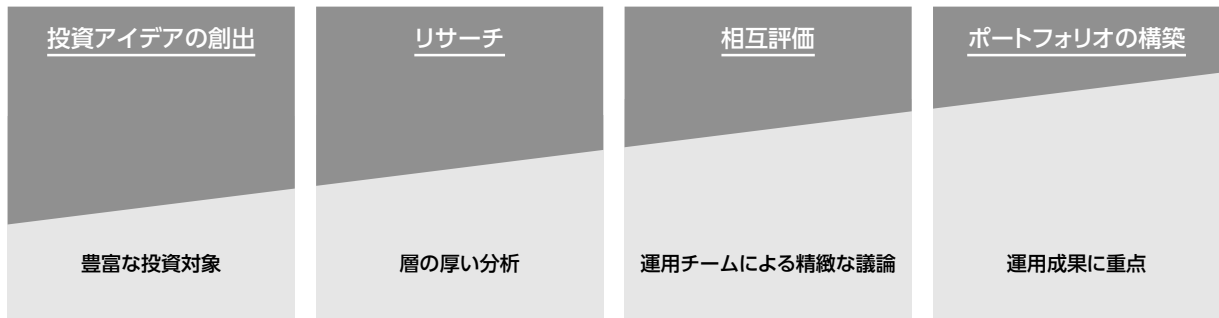 投資アイデアの創出
リサーチ
相互評価
ポートフォリオの構築
豊富な投資対象
層の厚い分析
運用チームによる精緻な議論
運用成果に重点